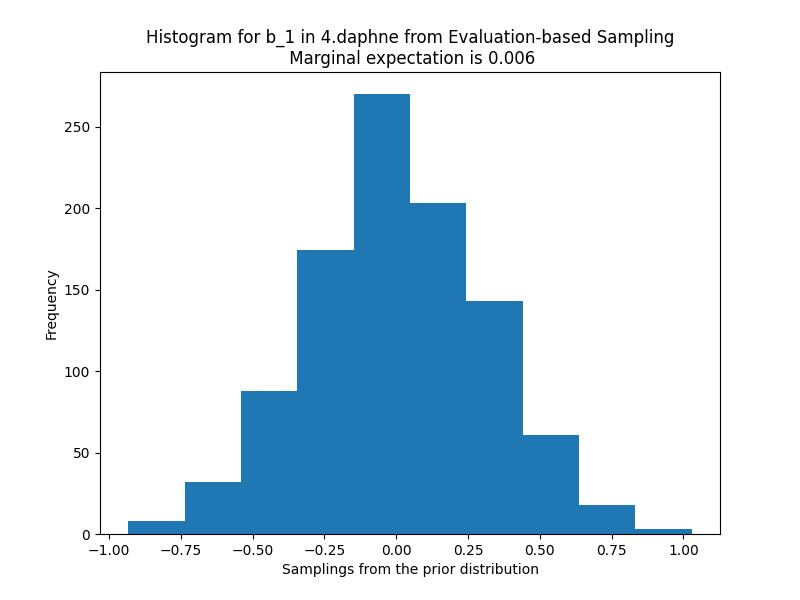 Histogram for b_1 in 4.daphne from Evaluation-based Sampling
Marginal expectation is 0.006
250
200
150
100
50
0
Frequency
−1.00 −0.75 −0.50 −0.25 0.00 0.25 0.50 0.75 1.00
Samplings from the prior distribution